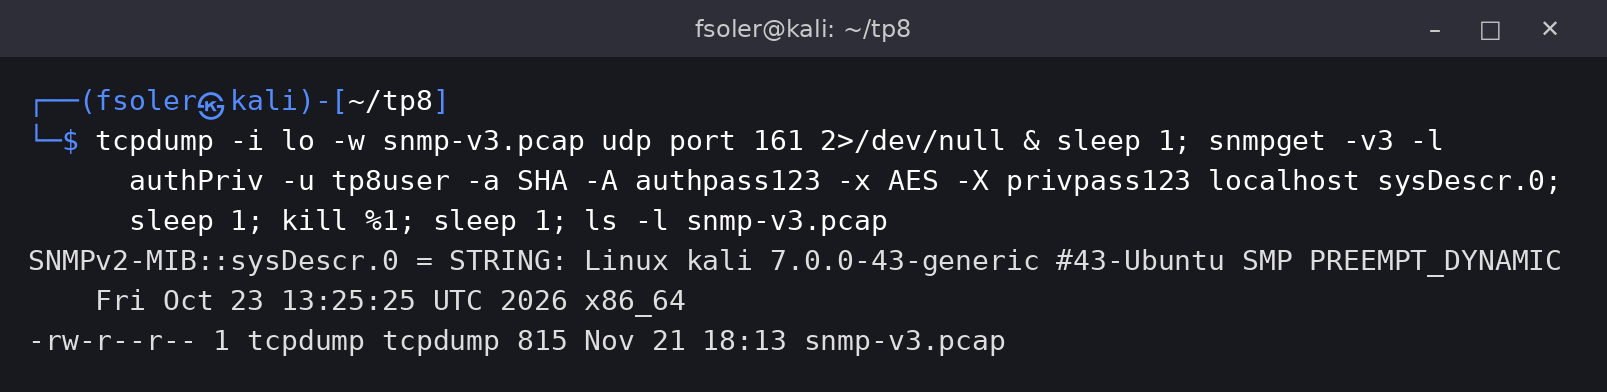 fsoler@kali: ~/tp8
┌──(fsoler㉿kali)-[~/tp8]
└─$ tcpdump -i lo -w snmp-v3.pcap udp port 161 2>/dev/null & sleep 1; snmpget -v3 -l
authPriv -u tp8user -a SHA -A authpass123 -x AES -X privpass123 localhost sysDescr.0;
sleep 1; kill %1; sleep 1; ls -l snmp-v3.pcap
SNMPv2-MIB::sysDescr.0 = STRING: Linux kali 7.0.0-43-generic #43-Ubuntu SMP PREEMPT_DYNAMIC
Fri Oct 23 13:25:25 UTC 2026 x86_64
-rw-r--r-- 1 tcpdump tcpdump 815 Nov 21 18:13 snmp-v3.pcap